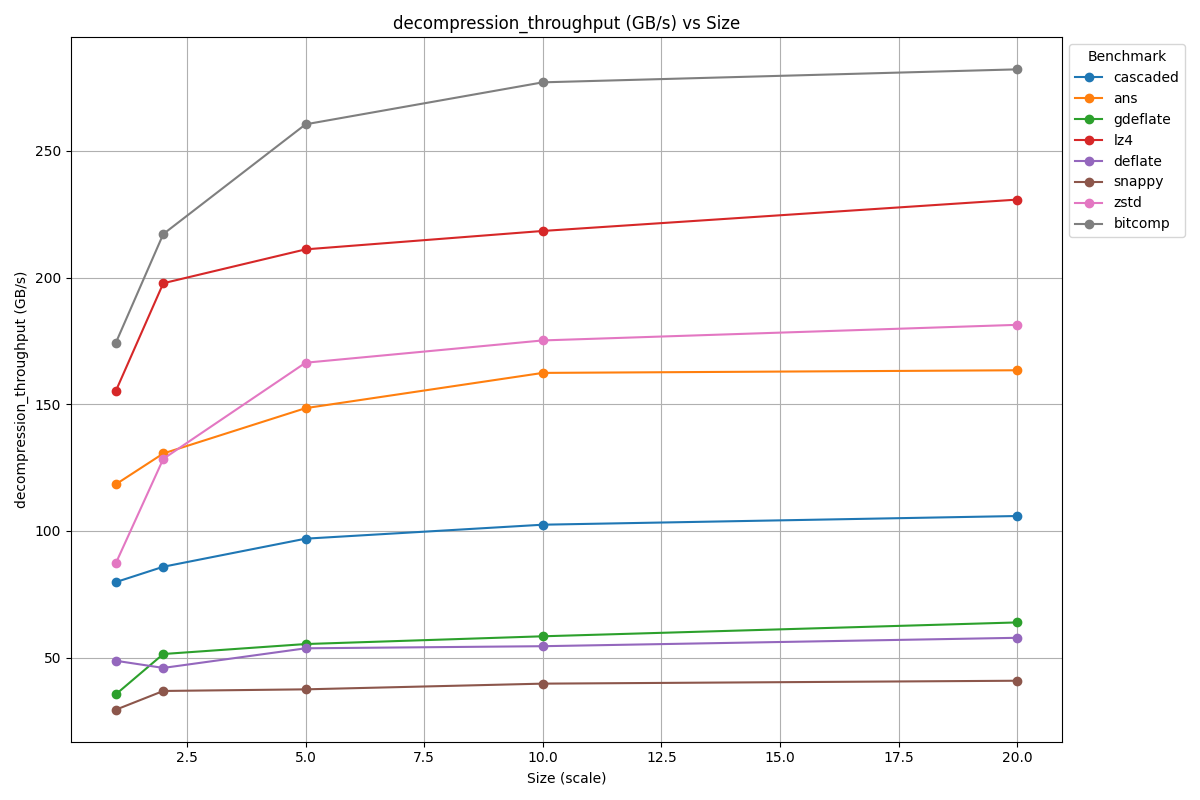 decompression_throughput (GB/s) vs Size
decompression_throughput (GB/s)
250
200
150
100
50
2.5 5.0 7.5 10.0 12.5 15.0 17.5 20.0
Size (scale)
Benchmark
cascaded
ans
gdeflate
lz4
deflate
snappy
zstd
bitcomp